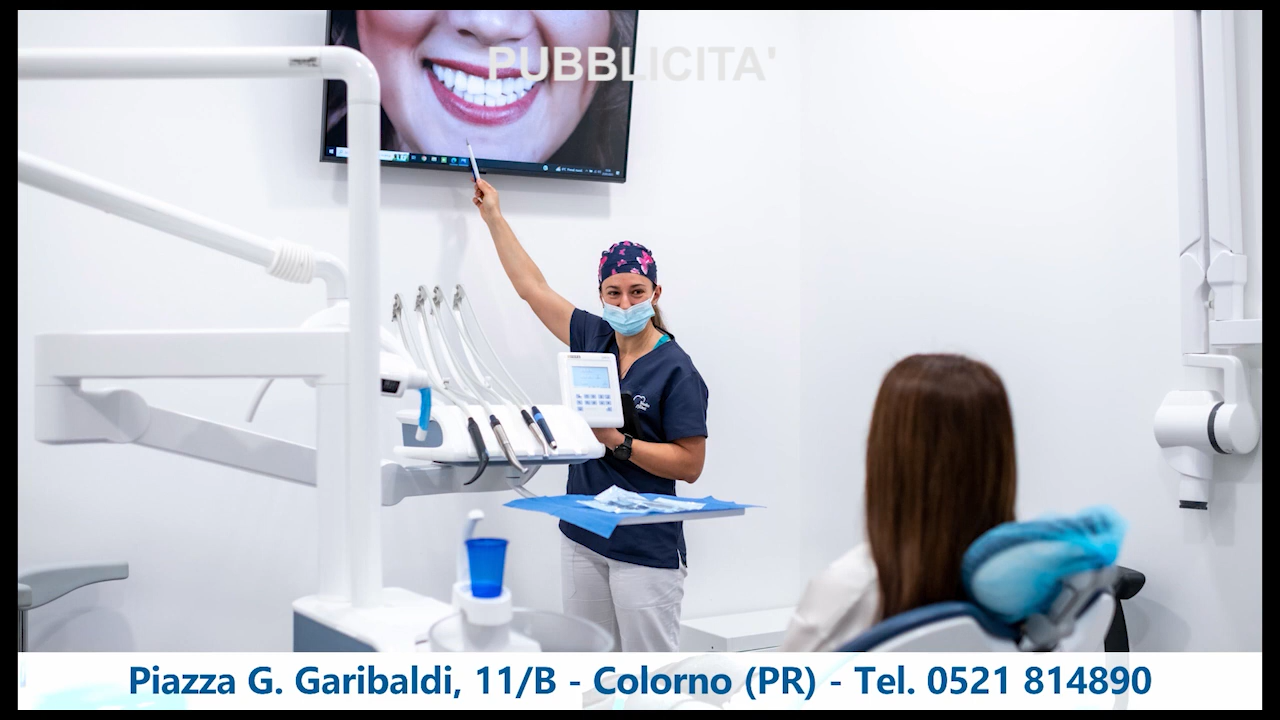 PUBBLICITA'
Piazza G. Garibaldi, 11/B - Colorno (PR) - Tel. 0521 814890